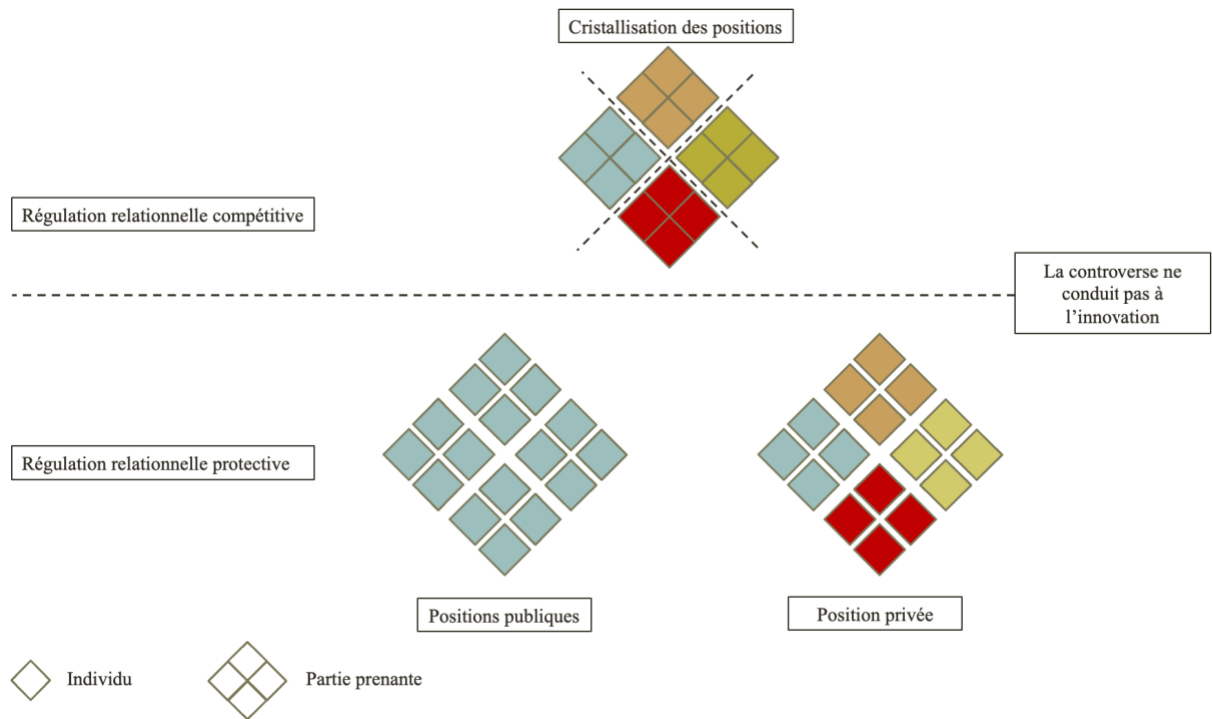 Cristallisation des positions
Régulation relationnelle compétitive
La controverse ne
conduit pas à
l’innovation
Régulation relationnelle protective
Positions publiques
Position privée
Individu
Partie prenante